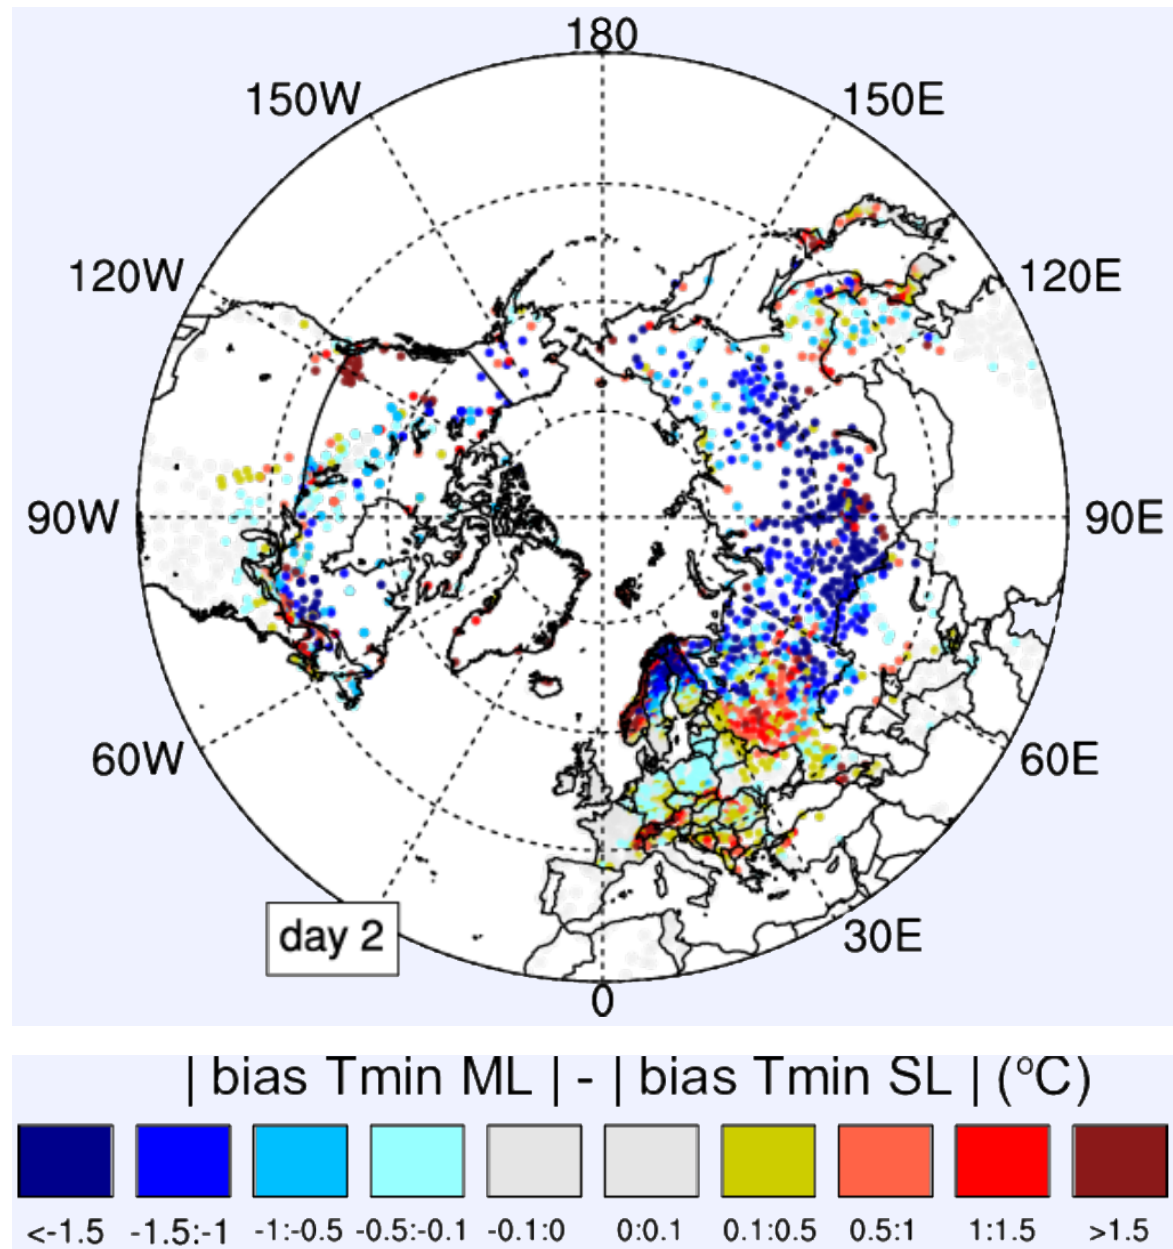 180
150W
150E
120W
120E
90W
90E
60W
60E
30E
day 2
0
| bias Tmin ML | - | bias Tmin SL | (°C)
<-1.5 -1.5:-1 -1:-0.5 -0.5:-0.1 -0.1:0 0:0.1 0.1:0.5 0.5:1 1:1.5 >1.5